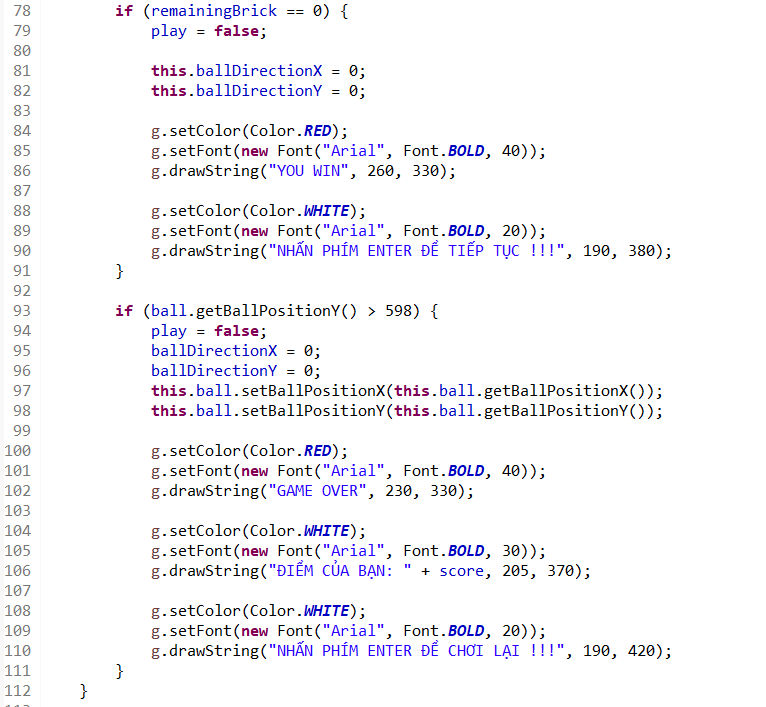 78 if (remainingBrick == 0) {
79 play = false;
80
81 this.ballDirectionX = 0;
82 this.ballDirectionY = 0;
83
84 g.setColor(Color.RED);
85 g.setFont(new Font("Arial", Font.BOLD, 40));
86 g.drawString("YOU WIN", 260, 330);
87
88 g.setColor(Color.WHITE);
89 g.setFont(new Font("Arial", Font.BOLD, 20));
90 g.drawString("NHẤN PHÍM ENTER ĐỂ TIẾP TỤC !!!", 190, 380);
91 }
92
93 if (ball.getBallPositionY() > 598) {
94 play = false;
95 ballDirectionX = 0;
96 ballDirectionY = 0;
97 this.ball.setBallPositionX(this.ball.getBallPositionX());
98 this.ball.setBallPositionY(this.ball.getBallPositionY());
99
100 g.setColor(Color.RED);
101 g.setFont(new Font("Arial", Font.BOLD, 40));
102 g.drawString("GAME OVER", 230, 330);
103
104 g.setColor(Color.WHITE);
105 g.setFont(new Font("Arial", Font.BOLD, 30));
106 g.drawString("ĐIỂM CỦA BẠN: " + score, 205, 370);
107
108 g.setColor(Color.WHITE);
109 g.setFont(new Font("Arial", Font.BOLD, 20));
110 g.drawString("NHẤN PHÍM ENTER ĐỂ CHƠI LẠI !!!", 190, 420);
111 }
112 }